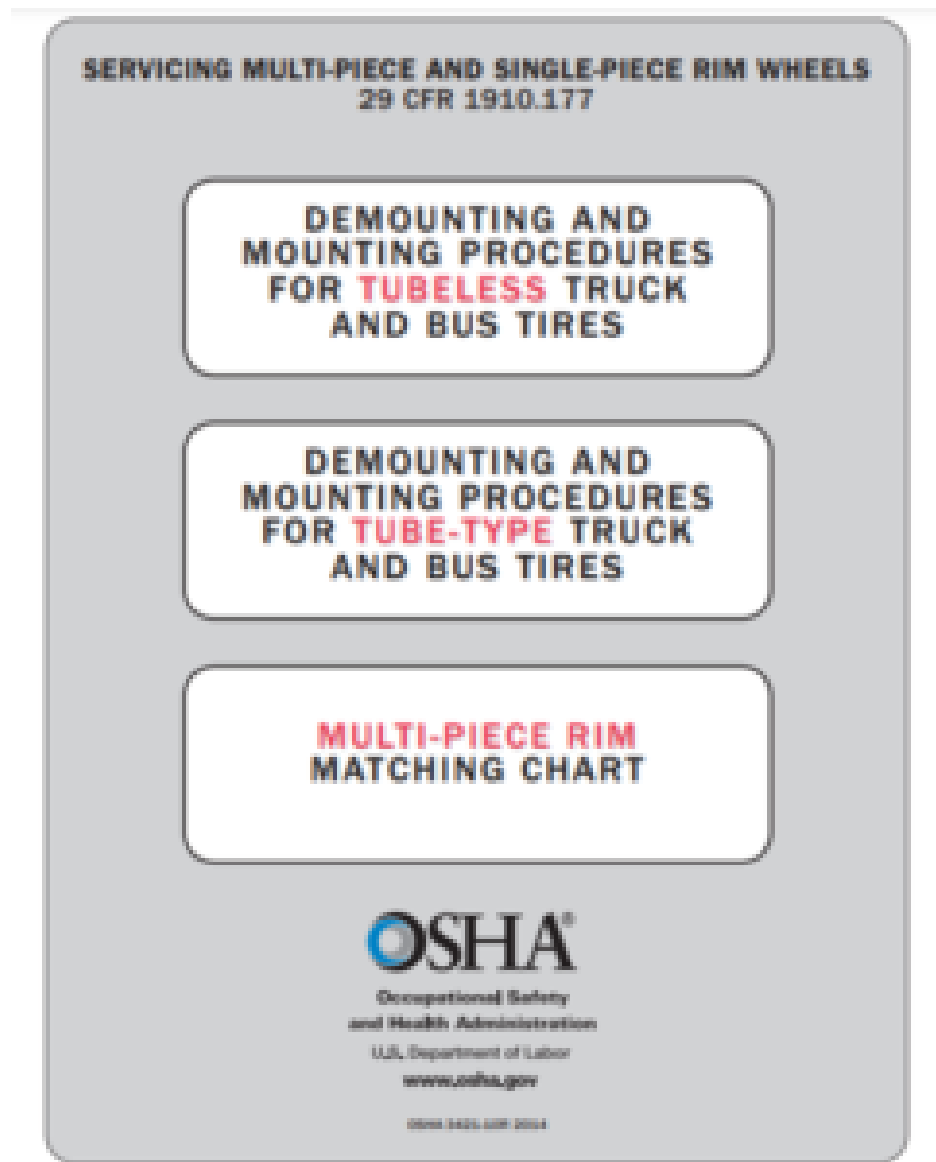 SERVICING MULTI-PIECE AND SINGLE-PIECE RIM WHEELS
29 CFR 1910.177
DEMOUNTING AND
MOUNTING PROCEDURES
FOR TUBELESS TRUCK
AND BUS TIRES
DEMOUNTING AND
MOUNTING PROCEDURES
FOR TUBE-TYPE TRUCK
AND BUS TIRES
MULTI-PIECE RIM
MATCHING CHART
OSHA®
Occupational Safety
and Health Administration
U.S. Department of Labor
www.osha.gov
OSHA 2014